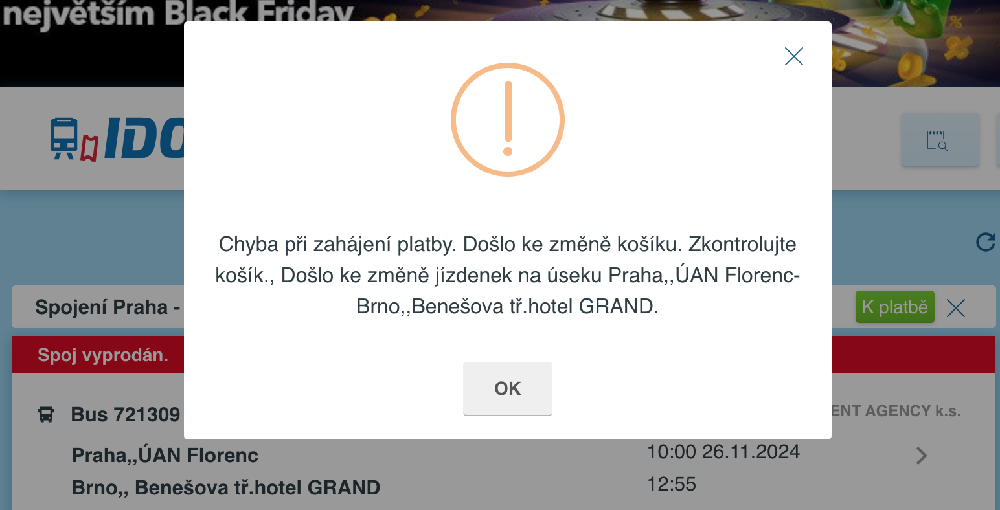 největším Black Friday
IDO
Chyba při zahájení platby. Došlo ke změně košíku. Zkontrolujte
košík., Došlo ke změně jízdenek na úseku Praha,,ÚAN Florenc-
Brno,,Benešova tř.hotel GRAND.
OK
Spojení Praha -
K platbě
Spoj vyprodán.
Bus 721309
ENT AGENCY k.s.
Praha,,ÚAN Florenc
10:00 26.11.2024
Brno,, Benešova tř.hotel GRAND
12:55